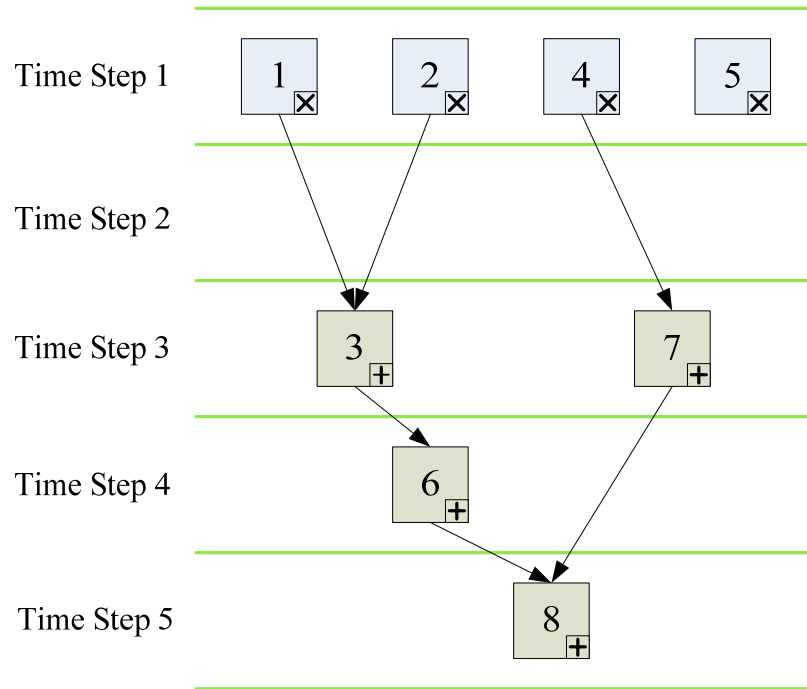 Time Step 1 1 × 2 × 4 × 5 ×
Time Step 2
Time Step 3 3 + 7 +
Time Step 4 6 +
Time Step 5 8 +